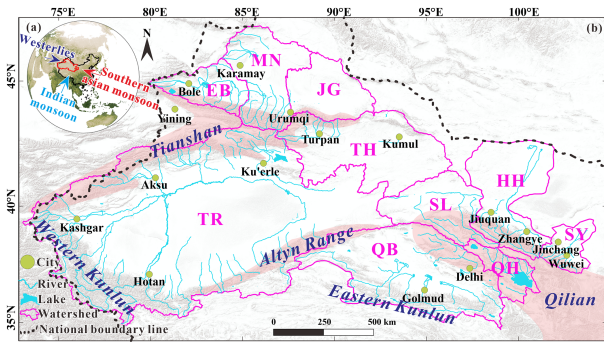 75°E 80°E 85°E 90°E 95°E 100°E
(a) (b)
Westerlies
Southern
asian monsoon
Indian
monsoon
N
45°N
40°N
35°N
MN
Karamay
Bole
EB
JG
Yining
Urumqi
Tianshan
Turpan
TH
Kumul
Ku'erle
Aksu
HH
SL
Jiuquan
TR
Kashgar
Zhangye
SY
Jinchang
Wuwei
Altyn Range
QB
QH
Western Kunlun
Hotan
Delhi
Golmud
Eastern Kunlun
Qilian
City
River
Lake
Watershed
National boundary line
0 250 500 km